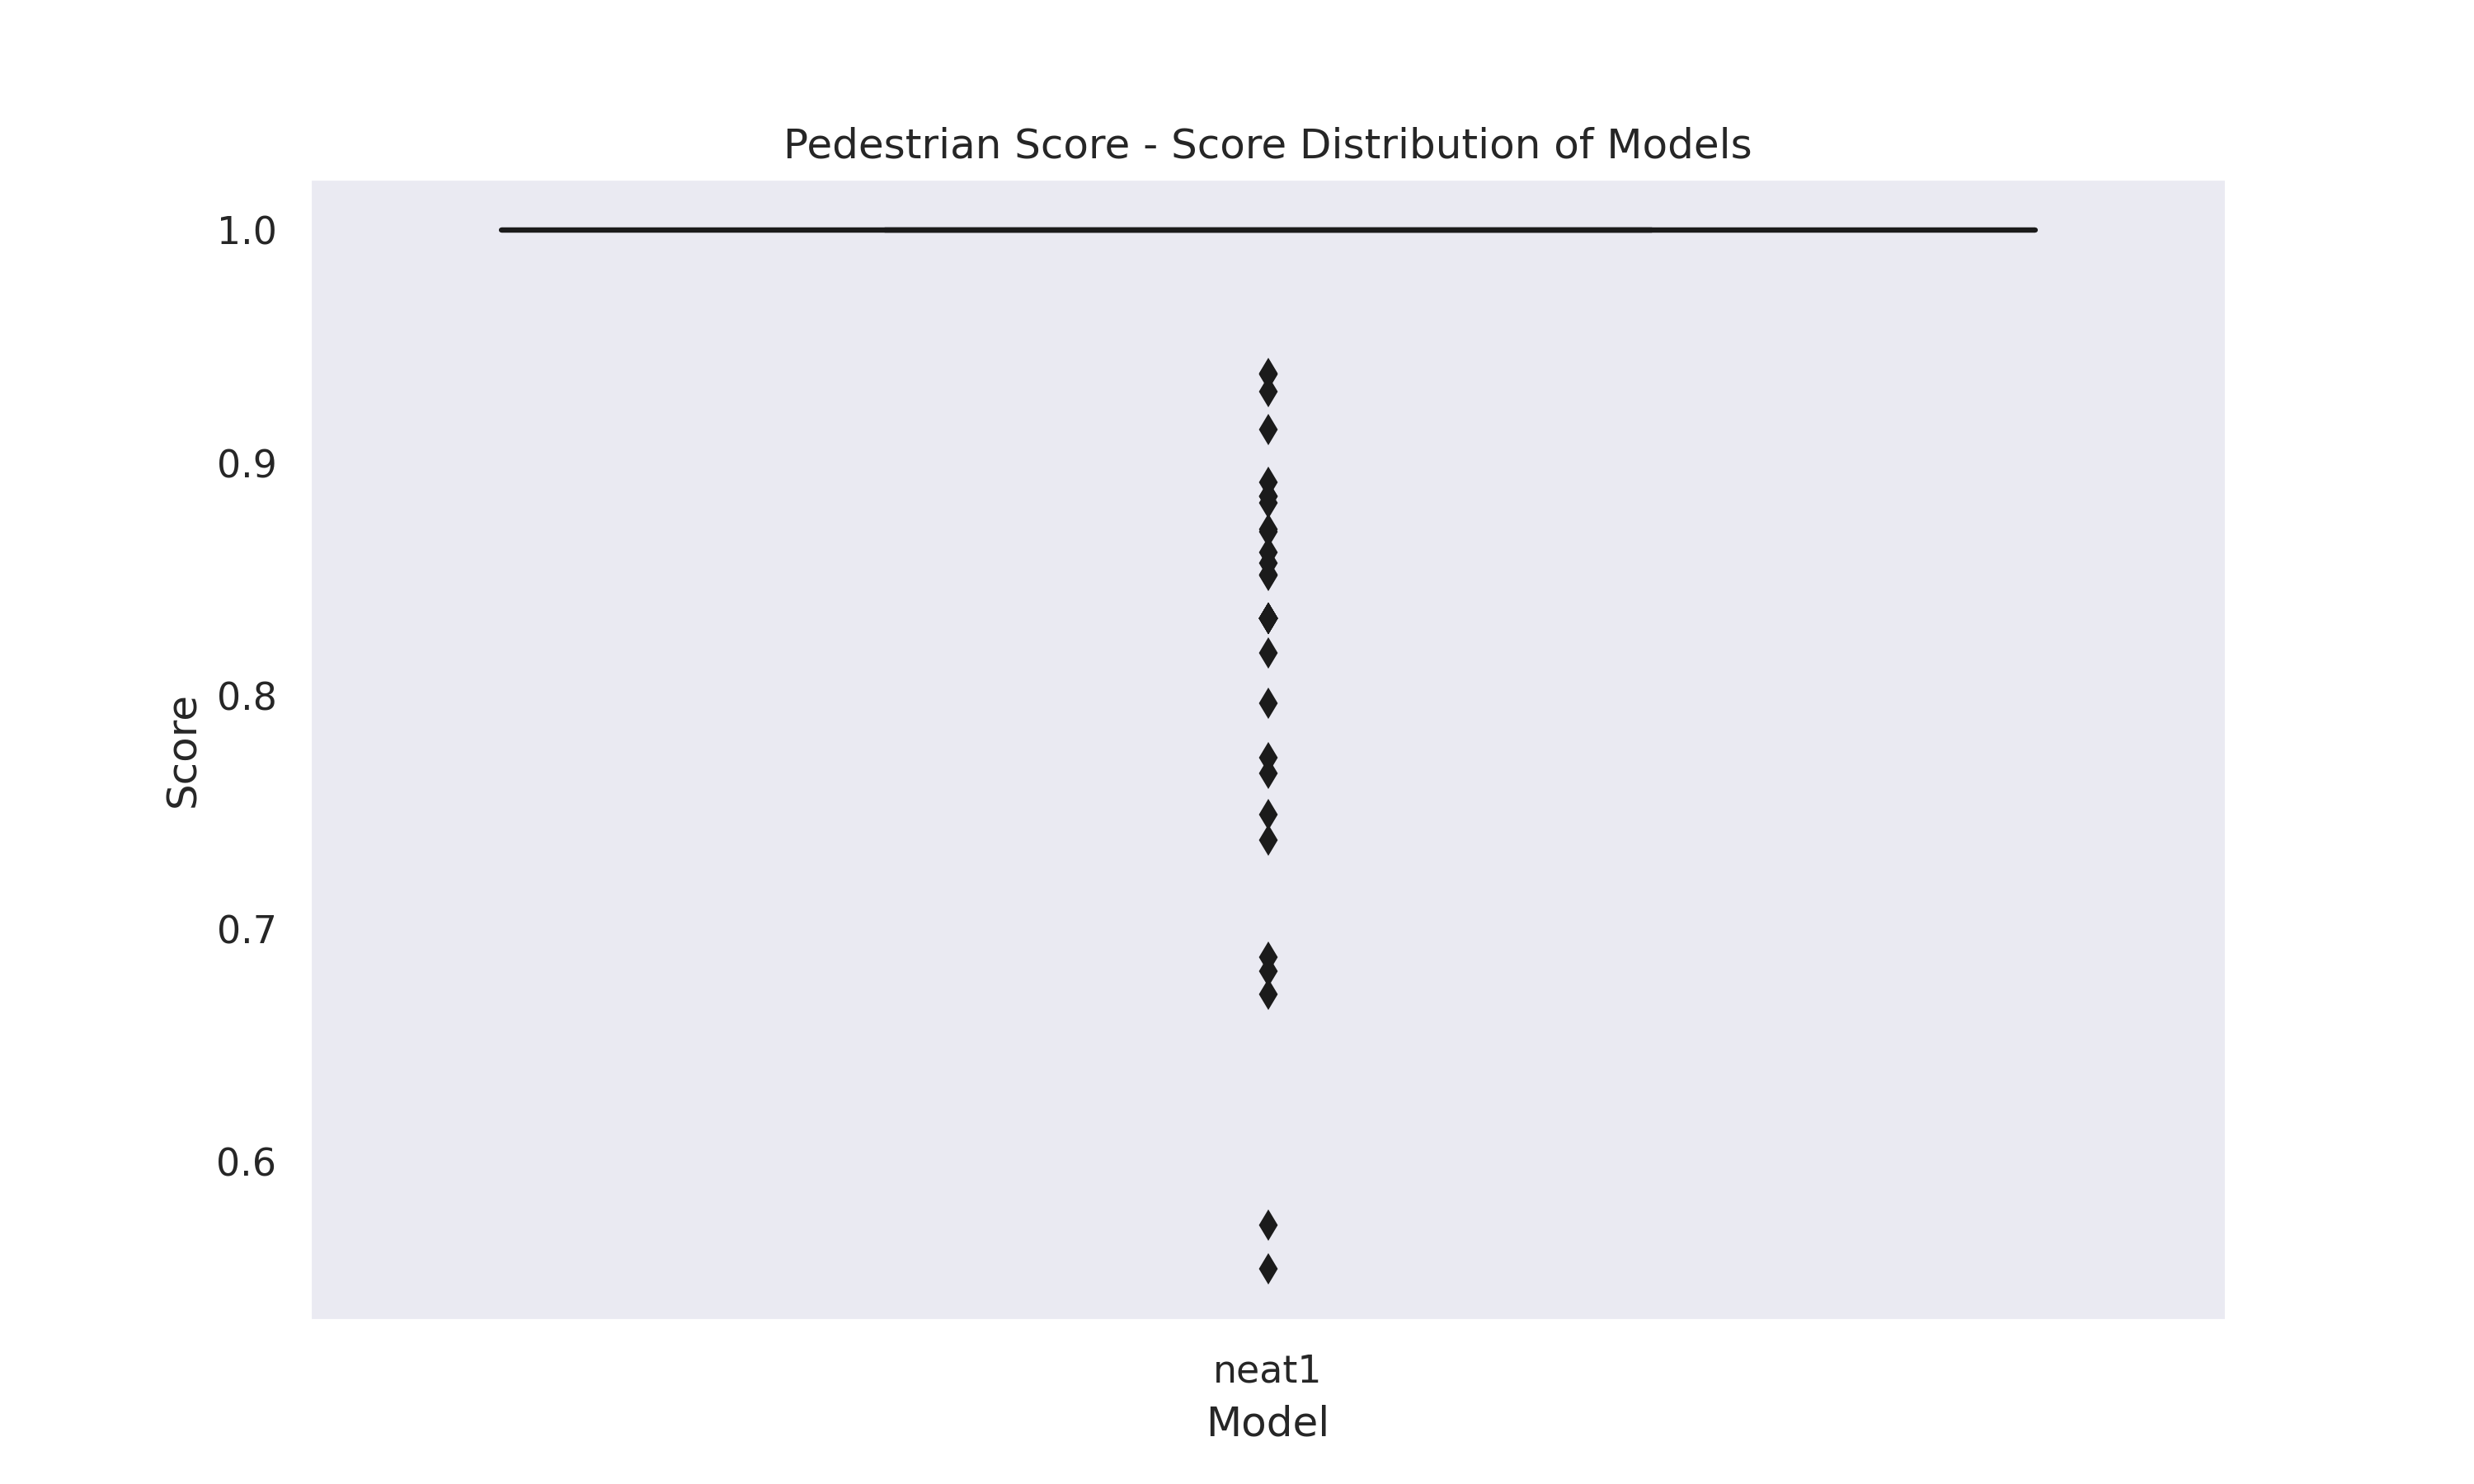 Pedestrian Score - Score Distribution of Models
1.0
0.9
0.8
0.7
0.6
Score
neat1
Model